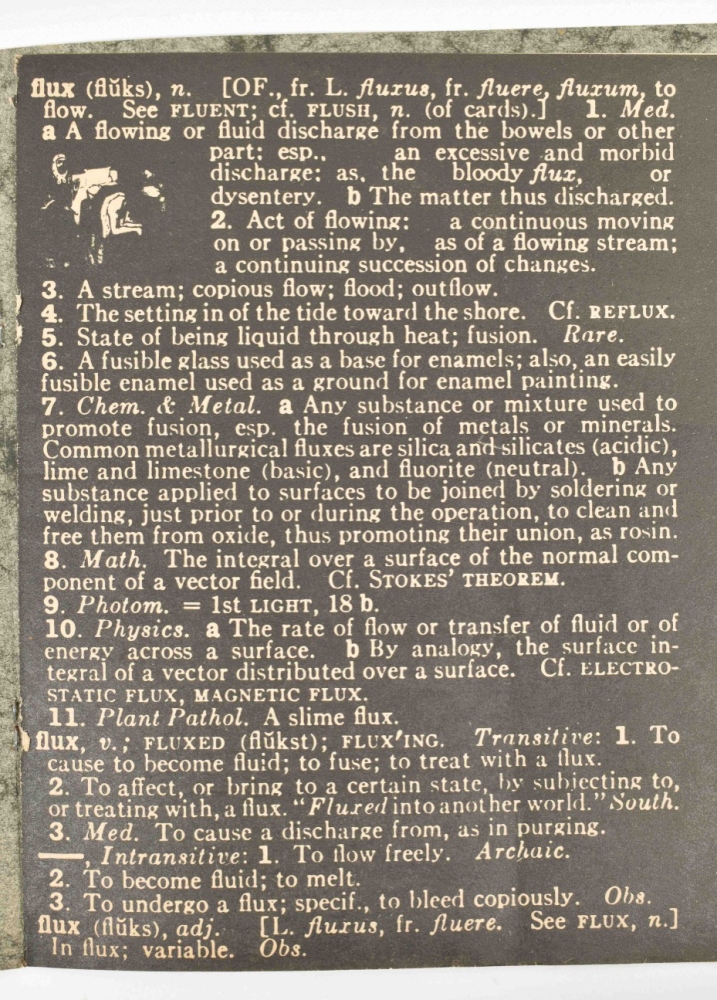 flux (flŭks), n. [OF., fr. L. fluxus, fr. fluere, fluxum, to
flow. See FLUENT; cf. FLUSH, n. (of cards).] 1. Med.
a A flowing or fluid discharge from the bowels or other
part: esp., an excessive and morbid
discharge: as, the bloody flux, or
dysentery. b The matter thus discharged.
2. Act of flowing: a continuous moving
on or passing by, as of a flowing stream;
a continuing succession of changes.
3. A stream; copious flow; flood; outflow.
4. The setting in of the tide toward the shore. Cf. REFLUX.
5. State of being liquid through heat; fusion. Rare.
6. A fusible glass used as a base for enamels; also, an easily
fusible enamel used as a ground for enamel painting.
7. Chem. & Metal. a Any substance or mixture used to
promote fusion, esp. the fusion of metals or minerals.
Common metallurgical fluxes are silica and silicates (acidic),
lime and limestone (basic), and fluorite (neutral). b Any
substance applied to surfaces to be joined by soldering or
welding, just prior to or during the operation, to clean and
free them from oxide, thus promoting their union, as rosin.
8. Math. The integral over a surface of the normal com-
ponent of a vector field. Cf. STOKES' THEOREM.
9. Photom. = 1st LIGHT, 18 b.
10. Physics. a The rate of flow or transfer of fluid or of
energy across a surface. b By analogy, the surface in-
tegral of a vector distributed over a surface. Cf. ELECTRO-
STATIC FLUX, MAGNETIC FLUX.
11. Plant Pathol. A slime flux.
flux, v.; FLUXED (flŭkst); FLUX'ING. Transitive: 1. To
cause to become fluid; to fuse; to treat with a flux.
2. To affect, or bring to a certain state, by subjecting to,
or treating with, a flux. "Fluxed into another world." South.
3. Med. To cause a discharge from, as in purging.
——, Intransitive: 1. To flow freely. Archaic.
2. To become fluid; to melt.
3. To undergo a flux; specif., to bleed copiously. Obs.
flux (flŭks), adj. [L. fluxus, fr. fluere. See FLUX, n.]
In flux; variable. Obs.